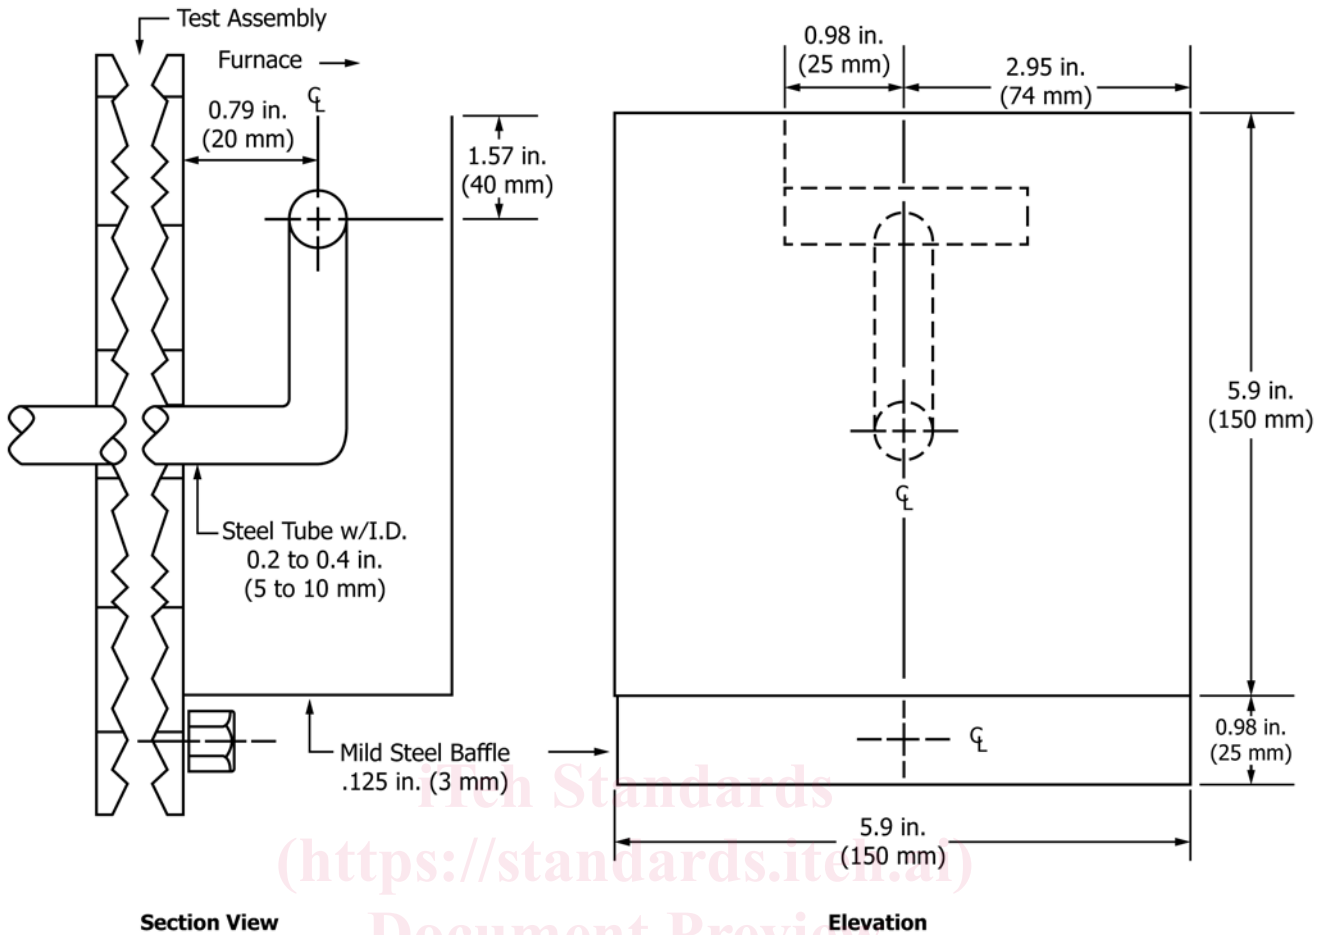 Test Assembly
Furnace
℄
0.79 in.
(20 mm)
1.57 in.
(40 mm)
Steel Tube w/I.D.
0.2 to 0.4 in.
(5 to 10 mm)
Mild Steel Baffle
.125 in. (3 mm)
Section View
0.98 in.
(25 mm)
2.95 in.
(74 mm)
5.9 in.
(150 mm)
℄
℄
0.98 in.
(25 mm)
5.9 in.
(150 mm)
Elevation
iTeh Standards
(https://standards.iteh.ai)
Document Preview